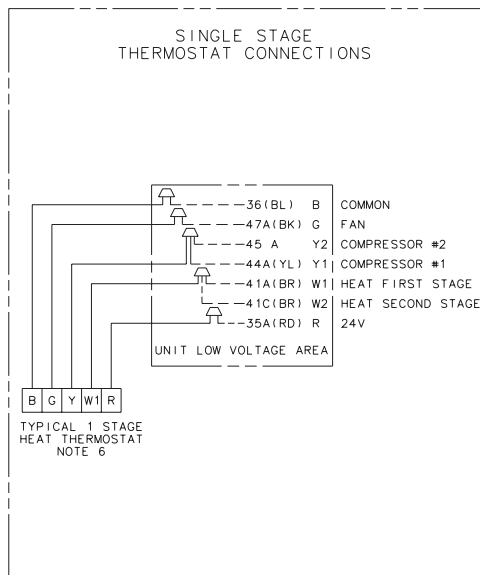 SINGLE STAGE
THERMOSTAT CONNECTIONS
36(BL) B COMMON
47A(BK) G FAN
45 A Y2 COMPRESSOR #2
44A(YL) Y1 COMPRESSOR #1
41A(BR) W1 HEAT FIRST STAGE
41C(BR) W2 HEAT SECOND STAGE
35A(RD) R 24V
UNIT LOW VOLTAGE AREA
B G Y W1 R
TYPICAL 1 STAGE
HEAT THERMOSTAT
NOTE 6